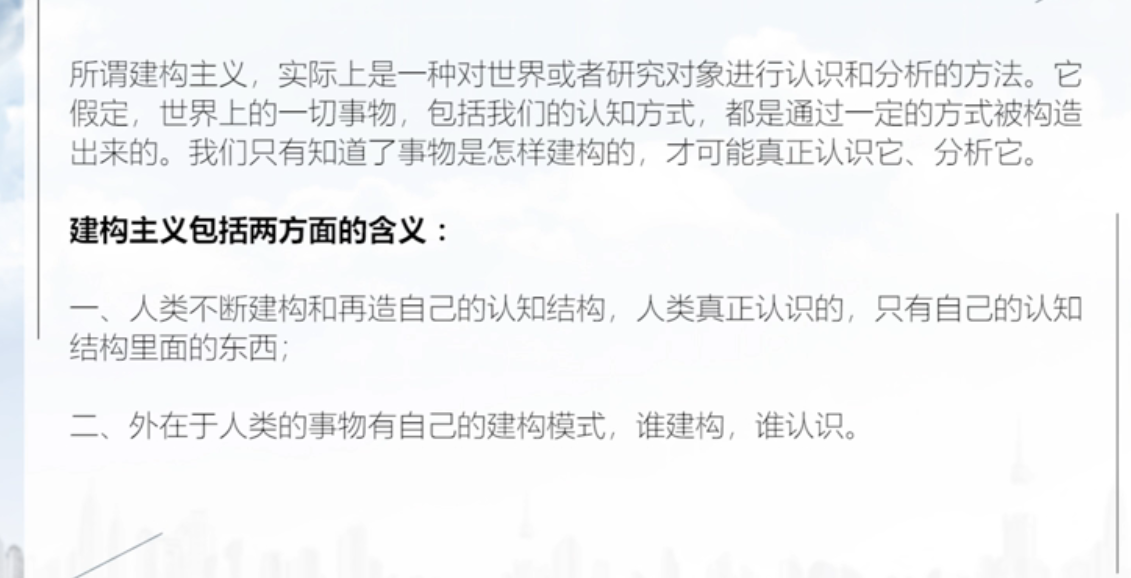 所谓建构主义，实际上是一种对世界或者研究对象进行认识和分析的方法。它
假定，世界上的一切事物，包括我们的认知方式，都是通过一定的方式被构造
出来的。我们只有知道了事物是怎样建构的，才可能真正认识它、分析它。
建构主义包括两方面的含义：
一、人类不断建构和再造自己的认知结构，人类真正认识的，只有自己的认知
结构里面的东西；
二、外在于人类的事物有自己的建构模式，谁建构，谁认识。